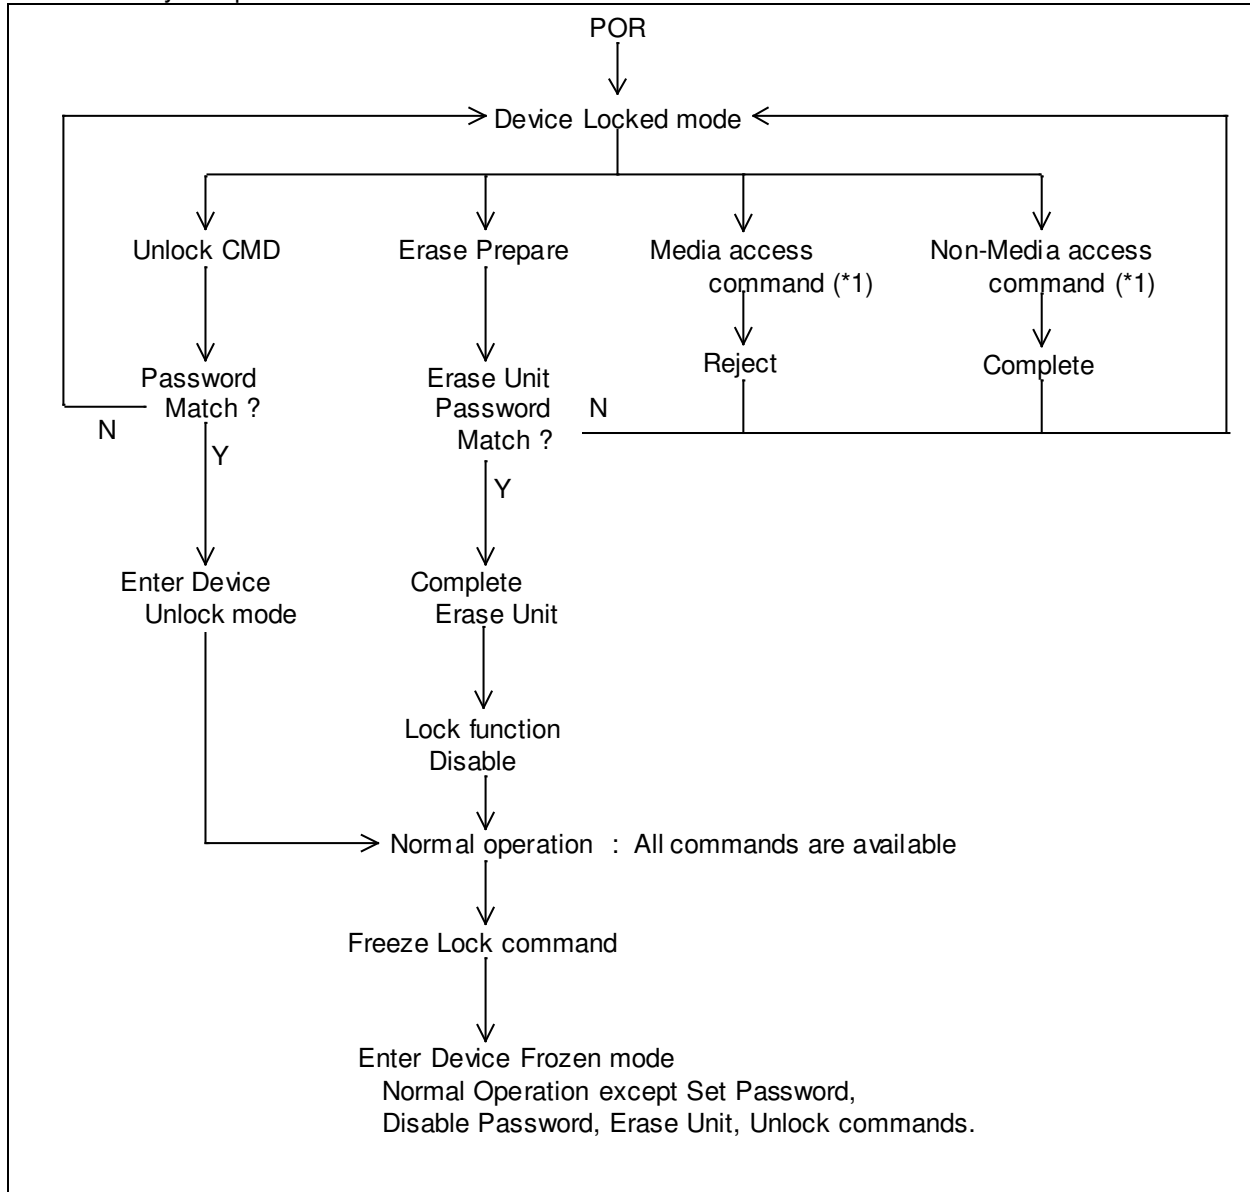 POR
Device Locked mode
Unlock CMD
Erase Prepare
Media access
command (*1)
Non-Media access
command (*1)
Password
Match ?
N
Y
Erase Unit
Password
Match ?
N
Y
Reject
Complete
Enter Device
Unlock mode
Complete
Erase Unit
Lock function
Disable
Normal operation : All commands are available
Freeze Lock command
Enter Device Frozen mode
Normal Operation except Set Password,
Disable Password, Erase Unit, Unlock commands.